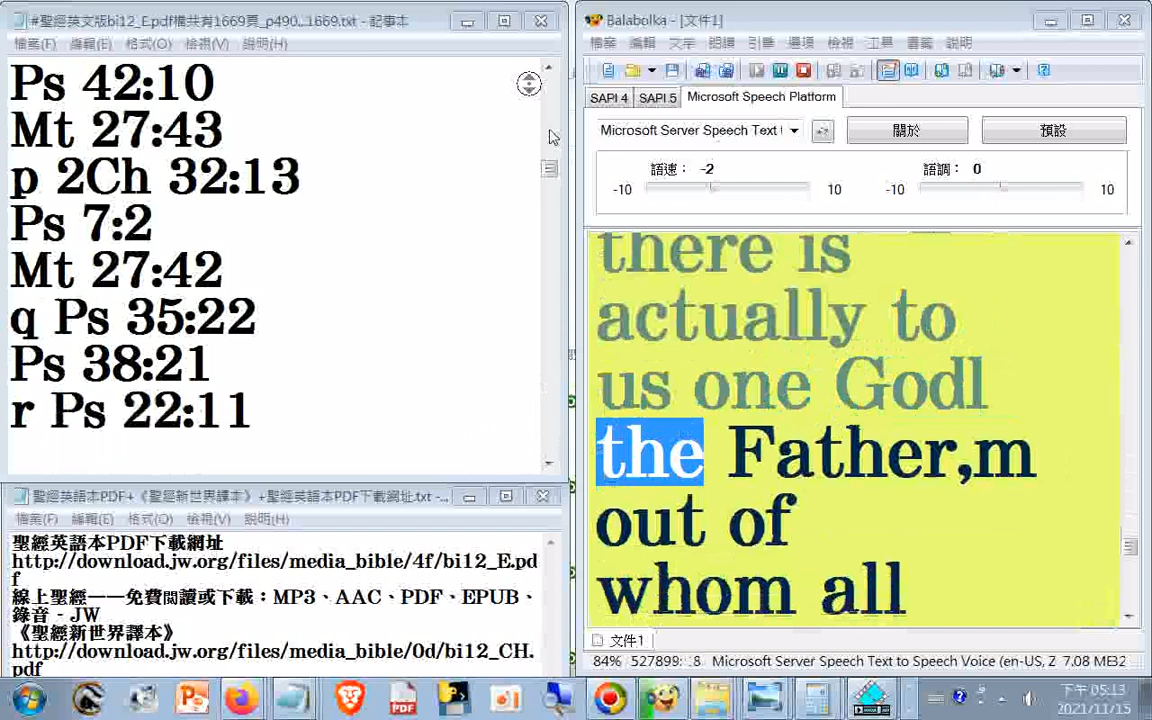 #聖經英文版bi12_E.pdf檔共有1669頁_p490,,1669.txt - 記事本
檔案(F) 編輯(E) 格式(O) 檢視(V) 說明(H)
Ps 42:10
Mt 27:43
p 2Ch 32:13
Ps 7:2
Mt 27:42
q Ps 35:22
Ps 38:21
r Ps 22:11
聖經英語本PDF+《聖經新世界譯本》+聖經英語本PDF下載網址.txt -...
檔案(F) 編輯(E) 格式(O) 檢視(V) 說明(H)
聖經英語本PDF下載網址
http://download.jw.org/files/media_bible/4f/bi12_E.pd
f
線上聖經——免費閱讀或下載：MP3、AAC、PDF、EPUB、
錄音 - JW
《聖經新世界譯本》
http://download.jw.org/files/media_bible/0d/bi12_CH.
pdf
Balabolka - [文件1]
檔案 編輯 文字 朗讀 引擎 選項 檢視 工具 書籤 說明
SAPI 4 SAPI 5 Microsoft Speech Platform
Microsoft Server Speech Text 關於 預設
語速： -2 語調： 0
-10 10 -10 10
there is
actually to
us one Godl
the Father,m
out of
whom all
文件1
84% 527899: 8 Microsoft Server Speech Text to Speech Voice (en-US, Z 7.08 MB
下午 05:13
2021/11/15